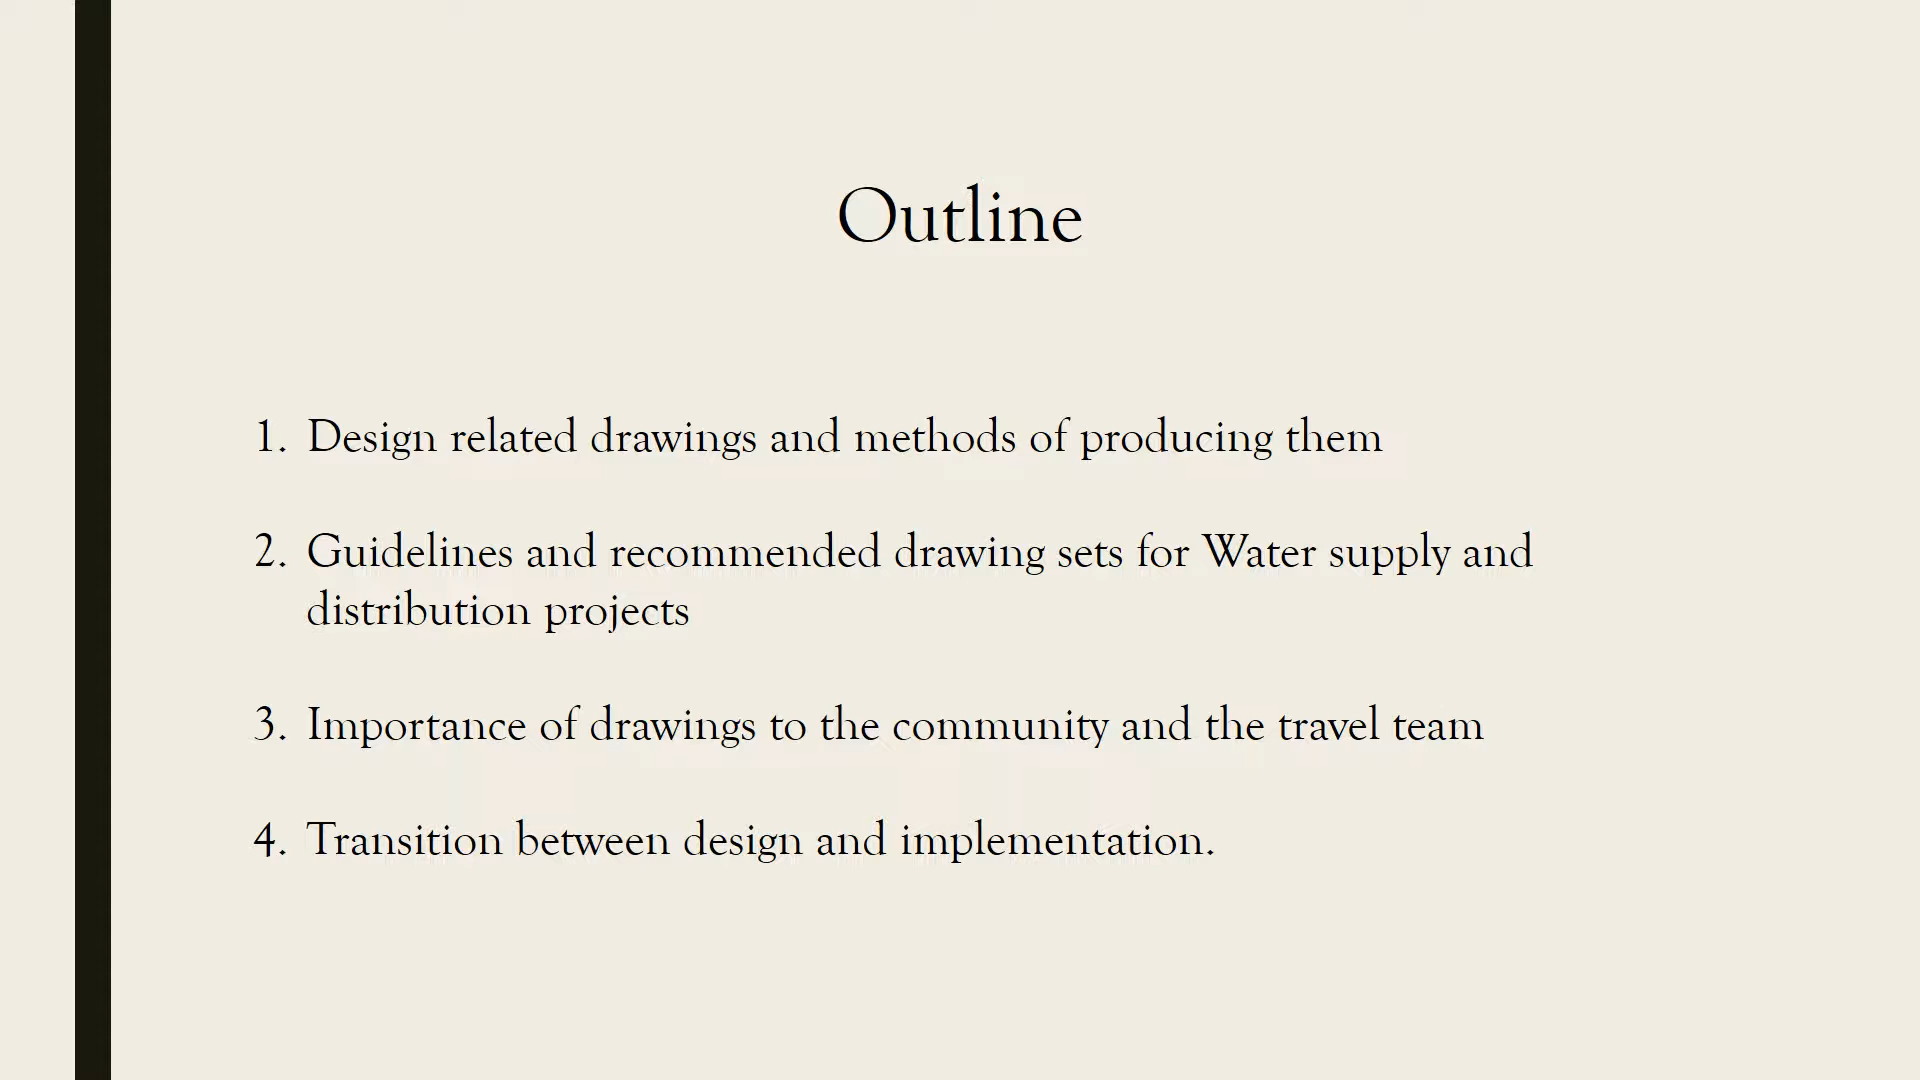 Outline
1. Design related drawings and methods of producing them
2. Guidelines and recommended drawing sets for Water supply and
distribution projects
3. Importance of drawings to the community and the travel team
4. Transition between design and implementation.